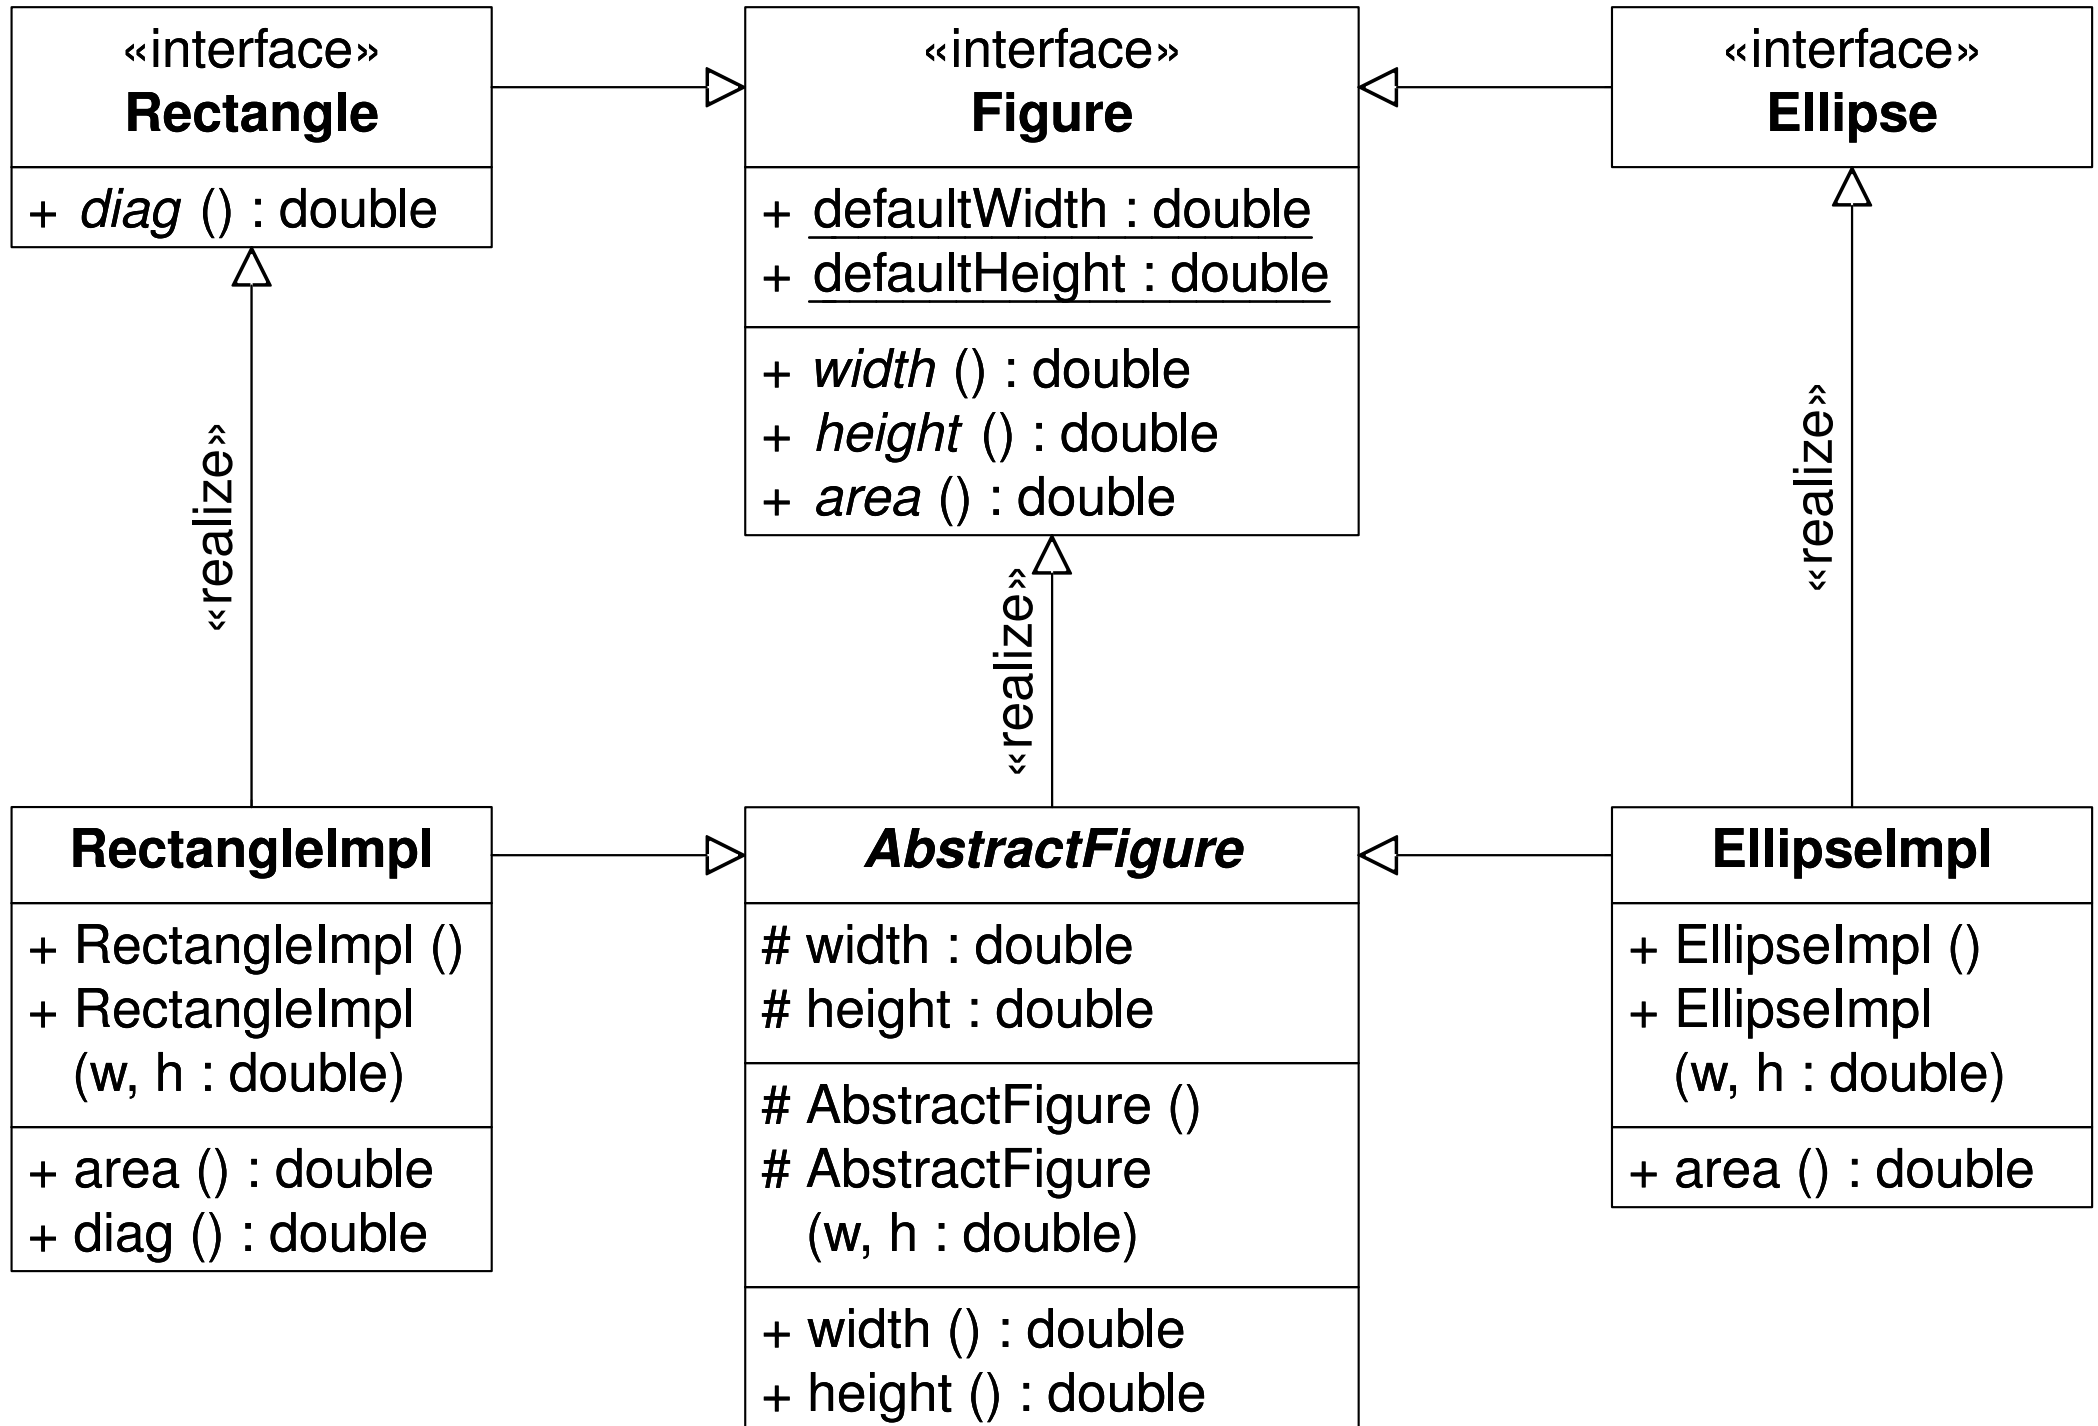 «interface»
Rectangle
+ diag () : double
«interface»
Figure
+ defaultWidth : double
+ defaultHeight : double
+ width () : double
+ height () : double
+ area () : double
«interface»
Ellipse
«realize»
«realize»
«realize»
RectangleImpl
+ RectangleImpl ()
+ RectangleImpl
(w, h : double)
+ area () : double
+ diag () : double
AbstractFigure
# width : double
# height : double
# AbstractFigure ()
# AbstractFigure
(w, h : double)
+ width () : double
+ height () : double
EllipseImpl
+ EllipseImpl ()
+ EllipseImpl
(w, h : double)
+ area () : double